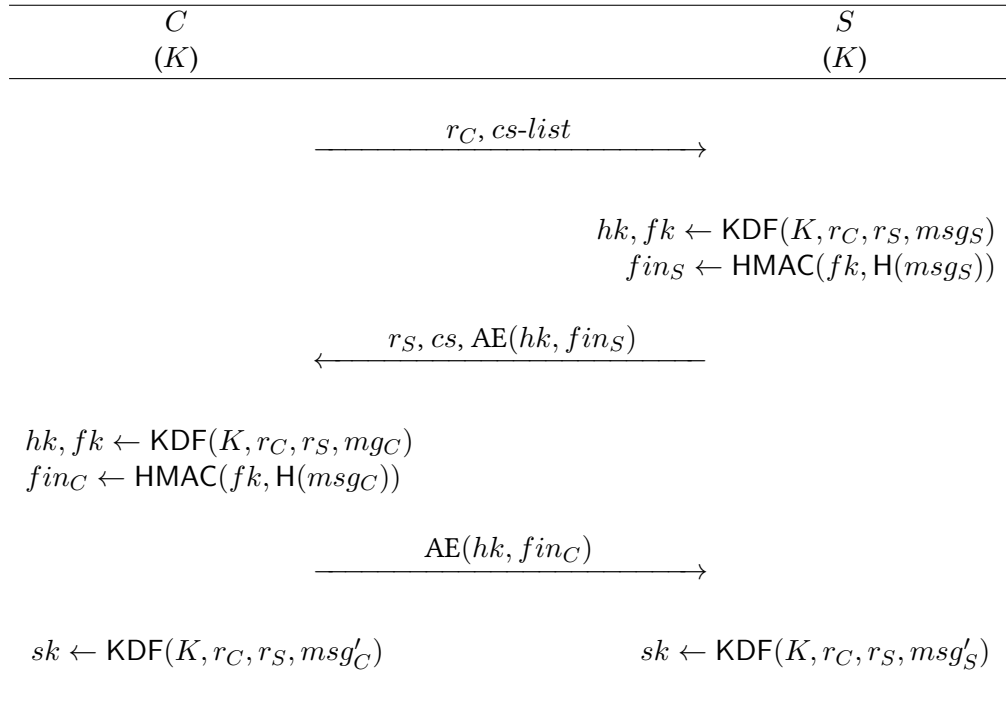 C S
(K) (K)
r_C, cs-list
hk, fk ← KDF(K, r_C, r_S, msg_S)
fin_S ← HMAC(fk, H(msg_S))
r_S, cs, AE(hk, fin_S)
hk, fk ← KDF(K, r_C, r_S, mg_C)
fin_C ← HMAC(fk, H(msg_C))
AE(hk, fin_C)
sk ← KDF(K, r_C, r_S, msg′_C) sk ← KDF(K, r_C, r_S, msg′_S)